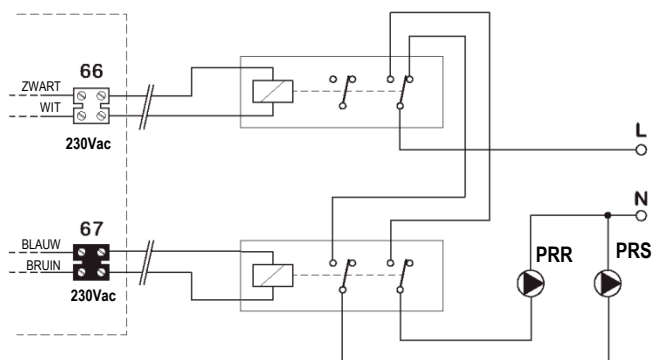 66
ZWART
WIT
230Vac
L
N
67
BLAUW
BRUIN
230Vac
PRR
PRS